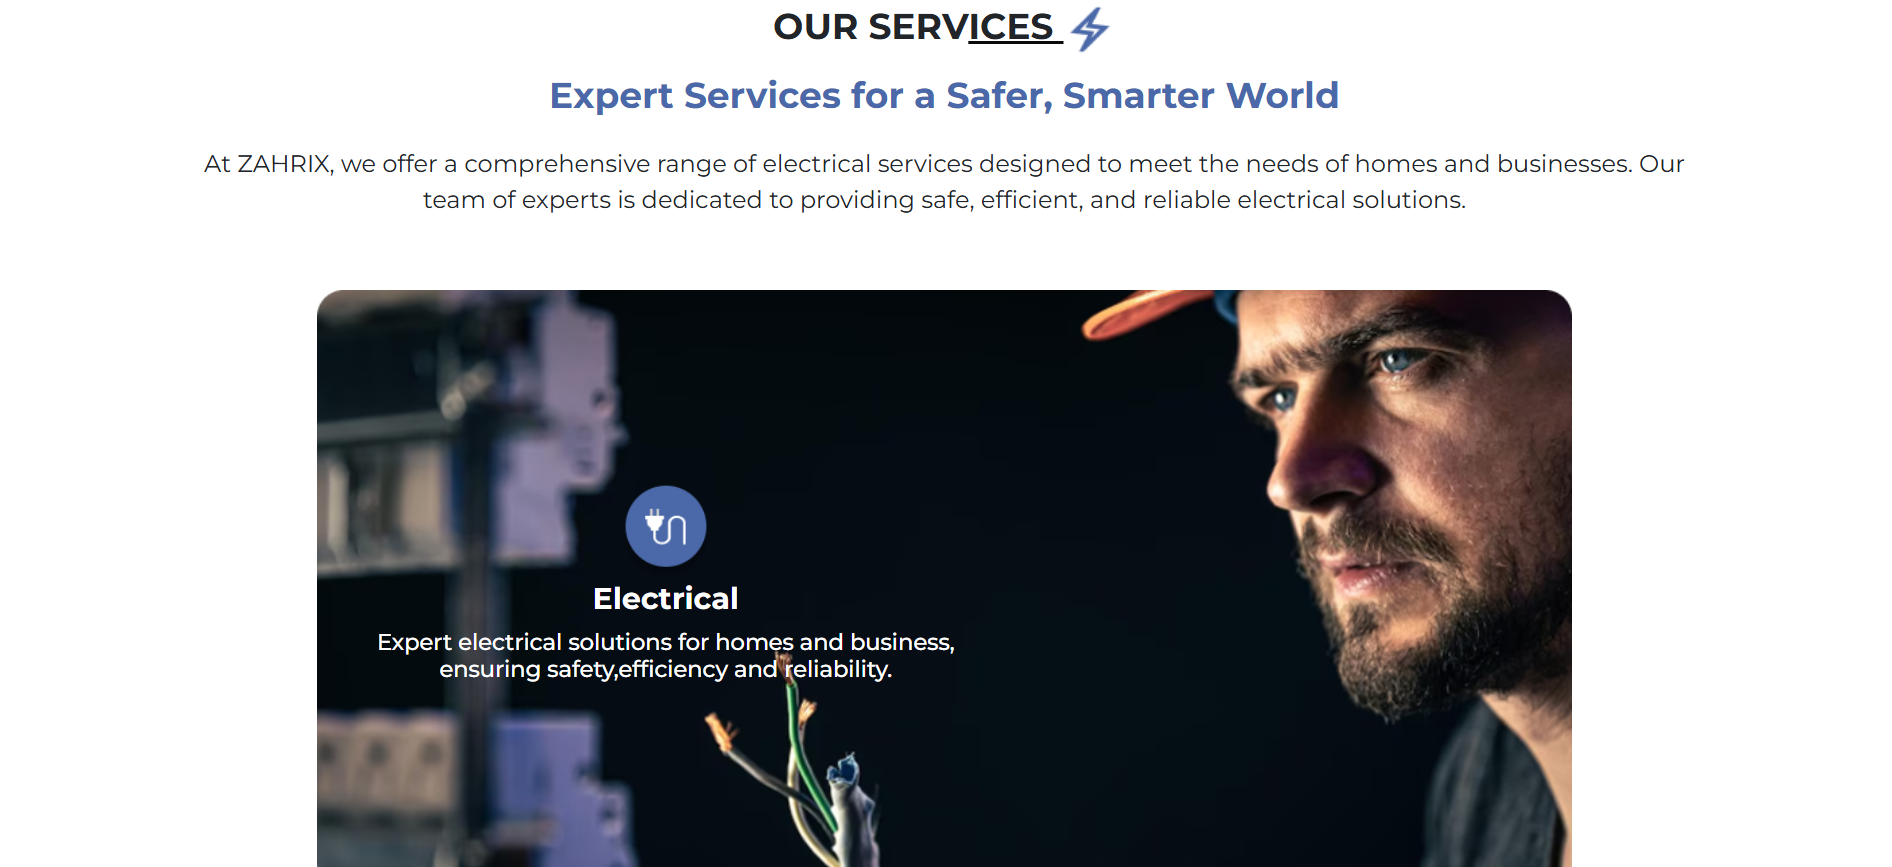 OUR SERVICES
Expert Services for a Safer, Smarter World
At ZAHRIX, we offer a comprehensive range of electrical services designed to meet the needs of homes and businesses. Our
team of experts is dedicated to providing safe, efficient, and reliable electrical solutions.
Electrical
Expert electrical solutions for homes and business,
ensuring safety,efficiency and reliability.